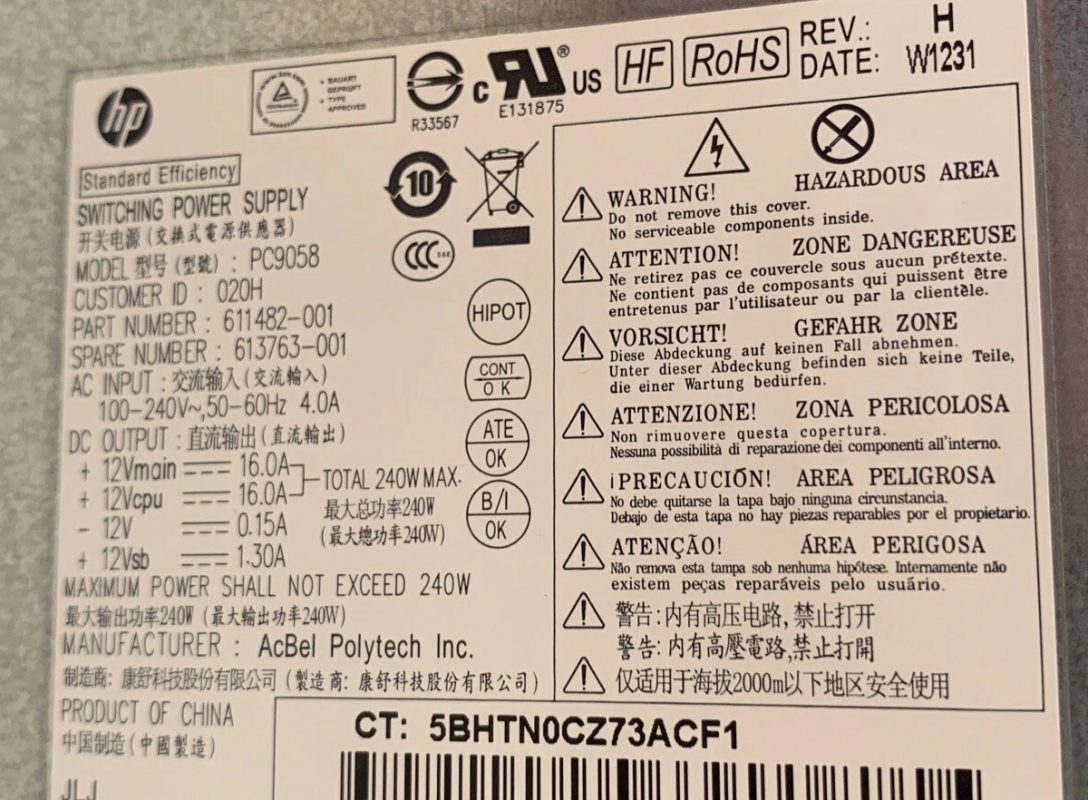 hp
BAUART
GEPRUFT
TYPE
APPROVED
R33567
C UL US
®
E131875
HF
RoHS
REV.: H
DATE: W1231
Standard Efficiency
SWITCHING POWER SUPPLY
开关电源 (交換式電源供應器)
MODEL 型号 (型號) : PC9058
CUSTOMER ID : 020H
PART NUMBER : 611482-001
SPARE NUMBER : 613763-001
AC INPUT : 交流输入 (交流輸入)
100-240V~,50-60Hz 4.0A
DC OUTPUT : 直流输出 (直流輸出)
+ 12Vmain 16.0A
+ 12Vcpu 16.0A
TOTAL 240W MAX.
最大总功率240W
(最大總功率240W)
- 12V 0.15A
+ 12Vsb 1.30A
MAXIMUM POWER SHALL NOT EXCEED 240W
最大输出功率240W (最大輸出功率240W)
MANUFACTURER : AcBel Polytech Inc.
制造商: 康舒科技股份有限公司 (製造商: 康舒科技股份有限公司)
PRODUCT OF CHINA
中国制造 (中國製造)
JLJ
10
CCC
HIPOT
CONT
OK
ATE
OK
B/I
OK
WARNING! HAZARDOUS AREA
Do not remove this cover.
No serviceable components inside.
ATTENTION! ZONE DANGEREUSE
Ne retirez pas ce couvercle sous aucun prétexte.
Ne contient pas de composants qui puissent être
entretenus par l'utilisateur ou par la clientèle.
VORSICHT! GEFAHR ZONE
Diese Abdeckung auf keinen Fall abnehmen.
Unter dieser Abdeckung befinden sich keine Teile,
die einer Wartung bedürfen.
ATTENZIONE! ZONA PERICOLOSA
Non rimuovere questa copertura.
Nessuna possibilità di riparazione dei componenti all'interno.
¡PRECAUCIÓN! AREA PELIGROSA
No debe quitarse la tapa bajo ninguna circunstancia.
Debajo de esta tapa no hay piezas reparables por el propietario.
ATENÇÃO! ÁREA PERIGOSA
Não remova esta tampa sob nenhuma hipótese. Internamente não
existem peças reparáveis pelo usuário.
警告: 内有高压电路, 禁止打开
警告: 内有高壓電路,禁止打開
仅适用于海拔2000m以下地区安全使用
CT: 5BHTN0CZ73ACF1